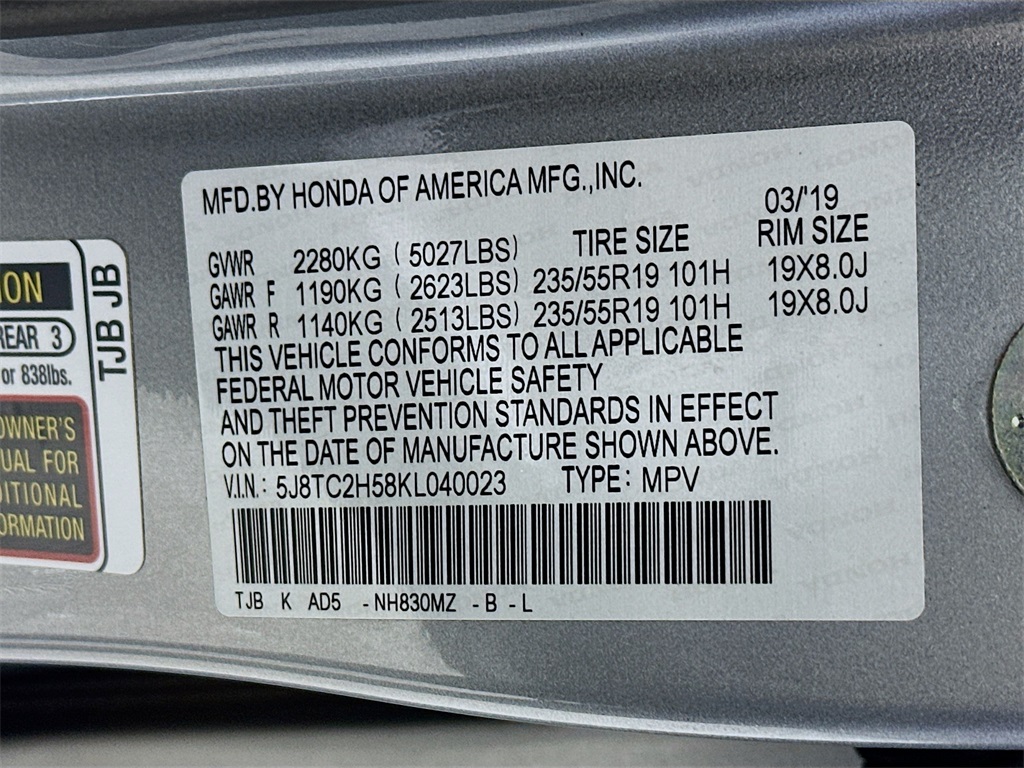 MFD.BY HONDA OF AMERICA MFG.,INC.
03/'19
GVWR 2280KG ( 5027LBS) TIRE SIZE RIM SIZE
GAWR F 1190KG ( 2623LBS) 235/55R19 101H 19X8.0J
GAWR R 1140KG ( 2513LBS) 235/55R19 101H 19X8.0J
THIS VEHICLE CONFORMS TO ALL APPLICABLE
FEDERAL MOTOR VEHICLE SAFETY
AND THEFT PREVENTION STANDARDS IN EFFECT
ON THE DATE OF MANUFACTURE SHOWN ABOVE.
V.I.N.: 5J8TC2H58KL040023 TYPE: MPV
TJB K AD5 -NH830MZ -B -L
ION
REAR 3
or 838lbs.
OWNER'S
UAL FOR
DITIONAL
ORMATION
TJB JB